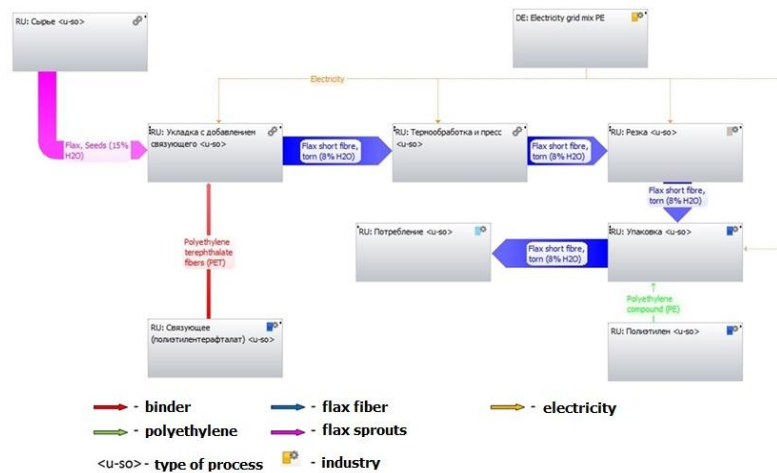 RU: Сырье <u-so>
DE: Electricity grid mix PE
Electricity
RU: Укладка с добавлением
связующего <u-so>
RU: Термообработка и пресс
<u-so>
RU: Резка <u-so>
Flax, Seeds (15%
H2O)
Flax short fibre,
torn (8% H2O)
Flax short fibre,
torn (8% H2O)
Flax short fibre,
torn (8% H2O)
RU: Потребление <u-so>
Flax short fibre,
torn (8% H2O)
RU: Упаковка <u-so>
Polyethylene
terephthalate
fibers (PET)
Polyethylene
compound (PE)
RU: Связующее
(полиэтилентерафталат) <u-so>
RU: Полиэтилен <u-so>
- binder
- flax fiber
- electricity
- polyethylene
- flax sprouts
<u-so> - type of process
- industry